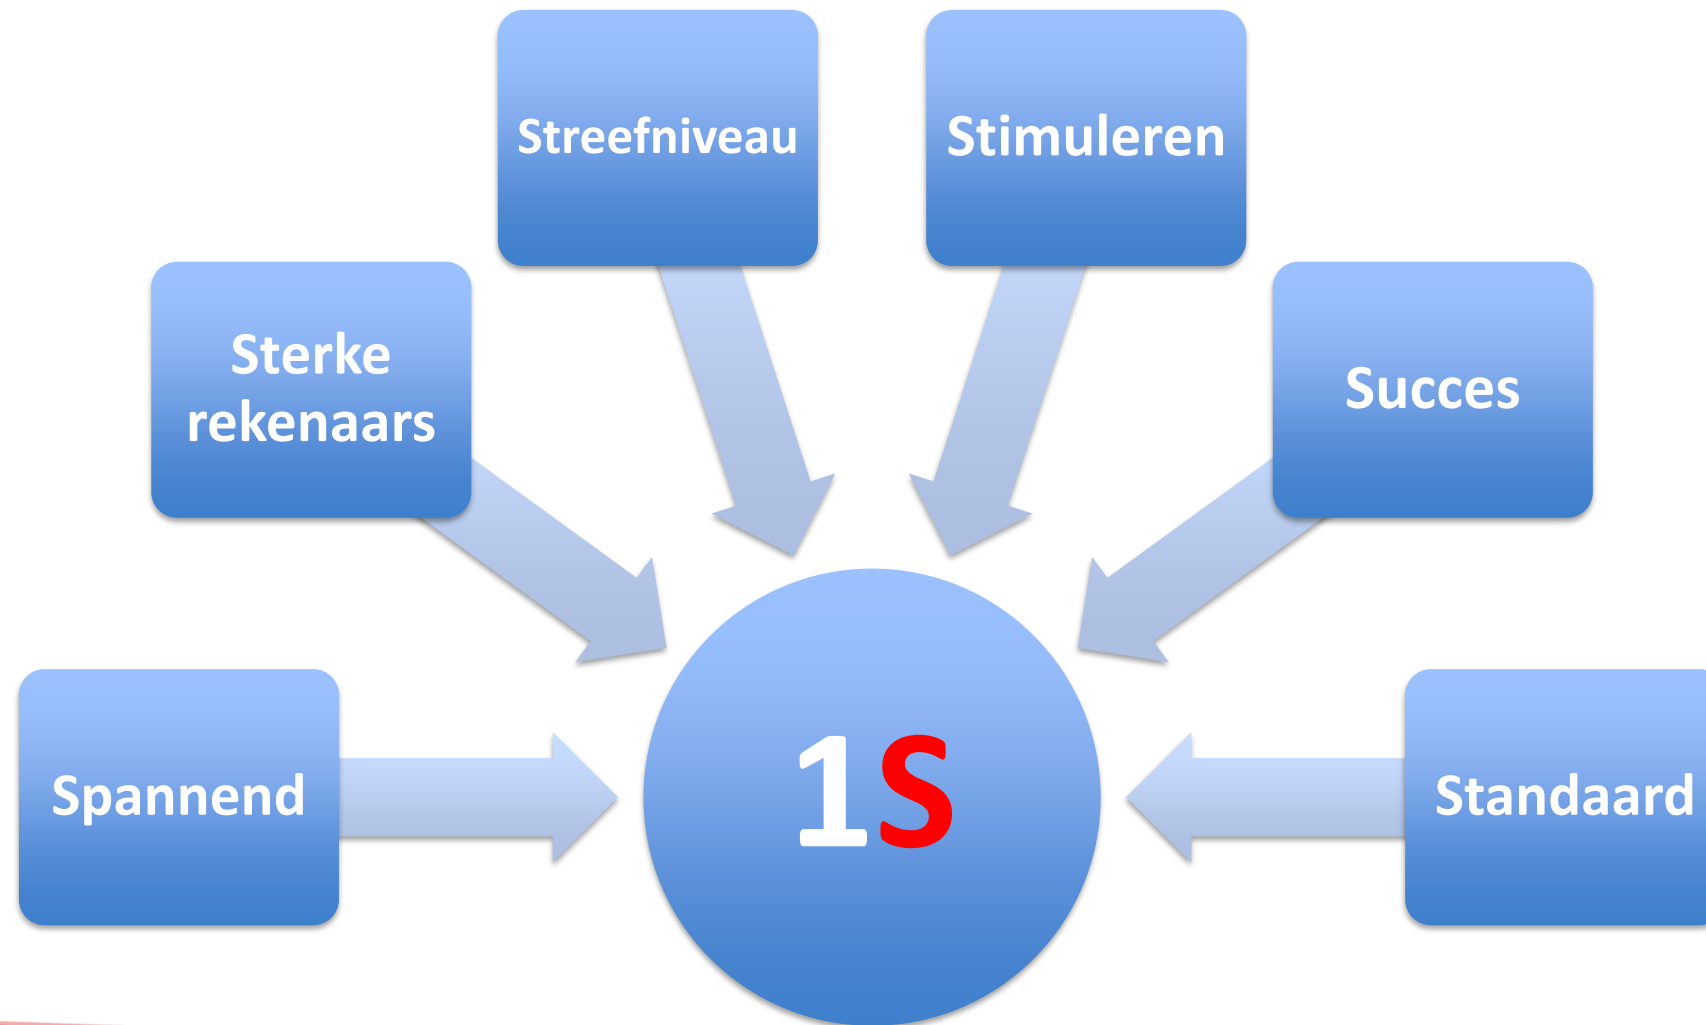 Streefniveau
Stimuleren
Sterke
rekenaars
Succes
Spannend
1S
Standaard